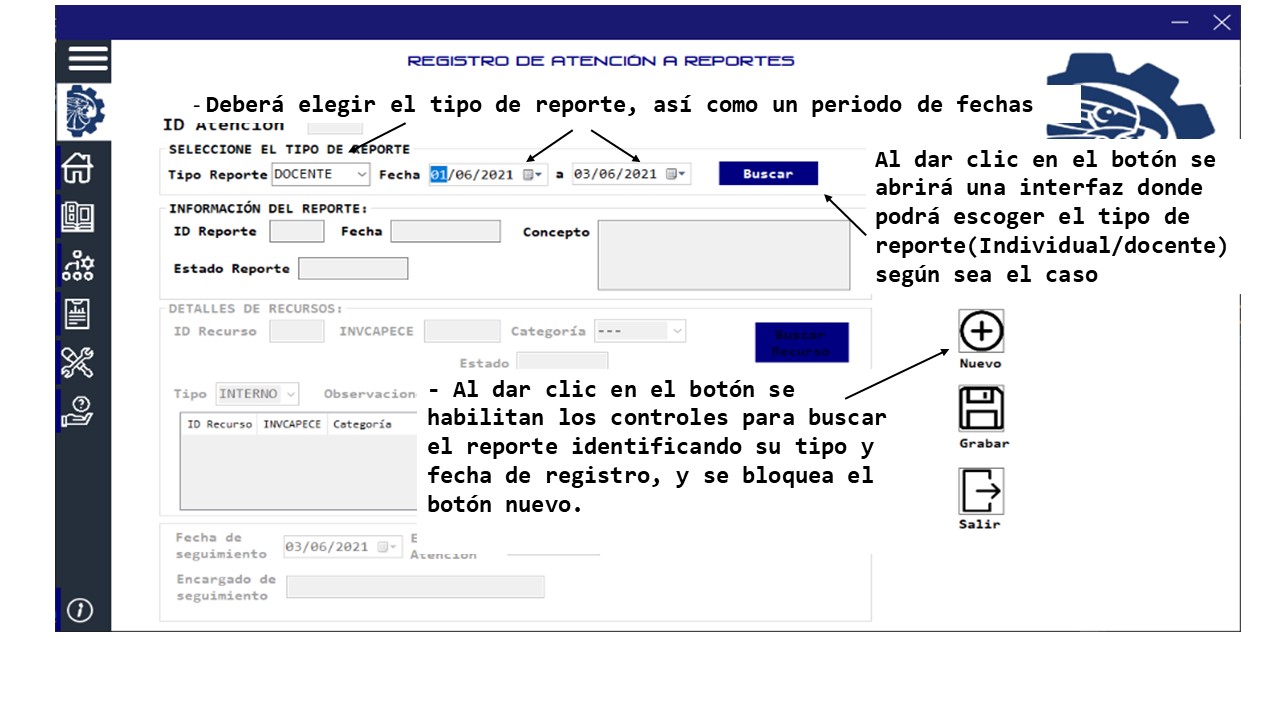 REGISTRO DE ATENCIÓN A REPORTES
- Deberá elegir el tipo de reporte, así como un periodo de fechas
ID Atención
SELECCIONE EL TIPO DE REPORTE
Tipo Reporte DOCENTE Fecha 01/06/2021 a 03/06/2021 Buscar
Al dar clic en el botón se
abrirá una interfaz donde
podrá escoger el tipo de
reporte(Individual/docente)
según sea el caso
INFORMACIÓN DEL REPORTE:
ID Reporte Fecha Concepto
Estado Reporte
DETALLES DE RECURSOS:
ID Recurso INVCAPECE Categoría --- Buscar
Recurso
Estado
Tipo INTERNO Observacion
ID Recurso INVCAPECE Categoría
- Al dar clic en el botón se
habilitan los controles para buscar
el reporte identificando su tipo y
fecha de registro, y se bloquea el
botón nuevo.
Nuevo
Grabar
Salir
Fecha de
seguimiento 03/06/2021 Atención
Encargado de
seguimiento